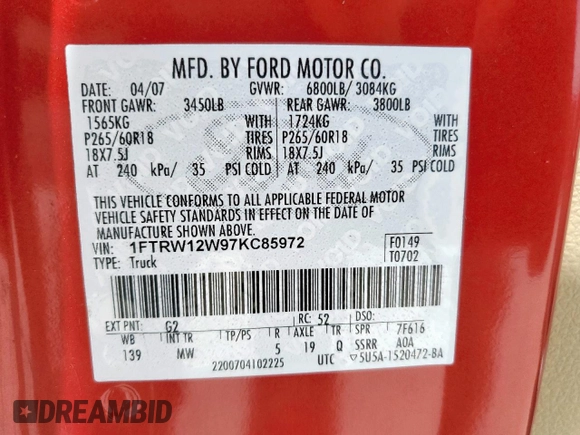 MFD. BY FORD MOTOR CO.
DATE: 04/07 GVWR: 6800LB/ 3084KG
FRONT GAWR: 3450LB REAR GAWR: 3800LB
1565KG WITH 1724KG WITH
P265/60R18 TIRES P265/60R18 TIRES
18X7.5J RIMS 18X7.5J RIMS
AT 240 kPa/ 35 PSI COLD AT 240 kPa/ 35 PSI COLD
THIS VEHICLE CONFORMS TO ALL APPLICABLE FEDERAL MOTOR
VEHICLE SAFETY STANDARDS IN EFFECT ON THE DATE OF
MANUFACTURE SHOWN ABOVE.
VIN: 1FTRW12W97KC85972 F0149
TYPE: Truck T0702
EXT PNT: G2 RC: 52 DSO:
WB INT TR TP/PS R AXLE TR SPR 7F616
139 MW 5 19 Q SSRR AOA
2200704102225 UTC ▽5U5A-1520472-BA
DREAMBID